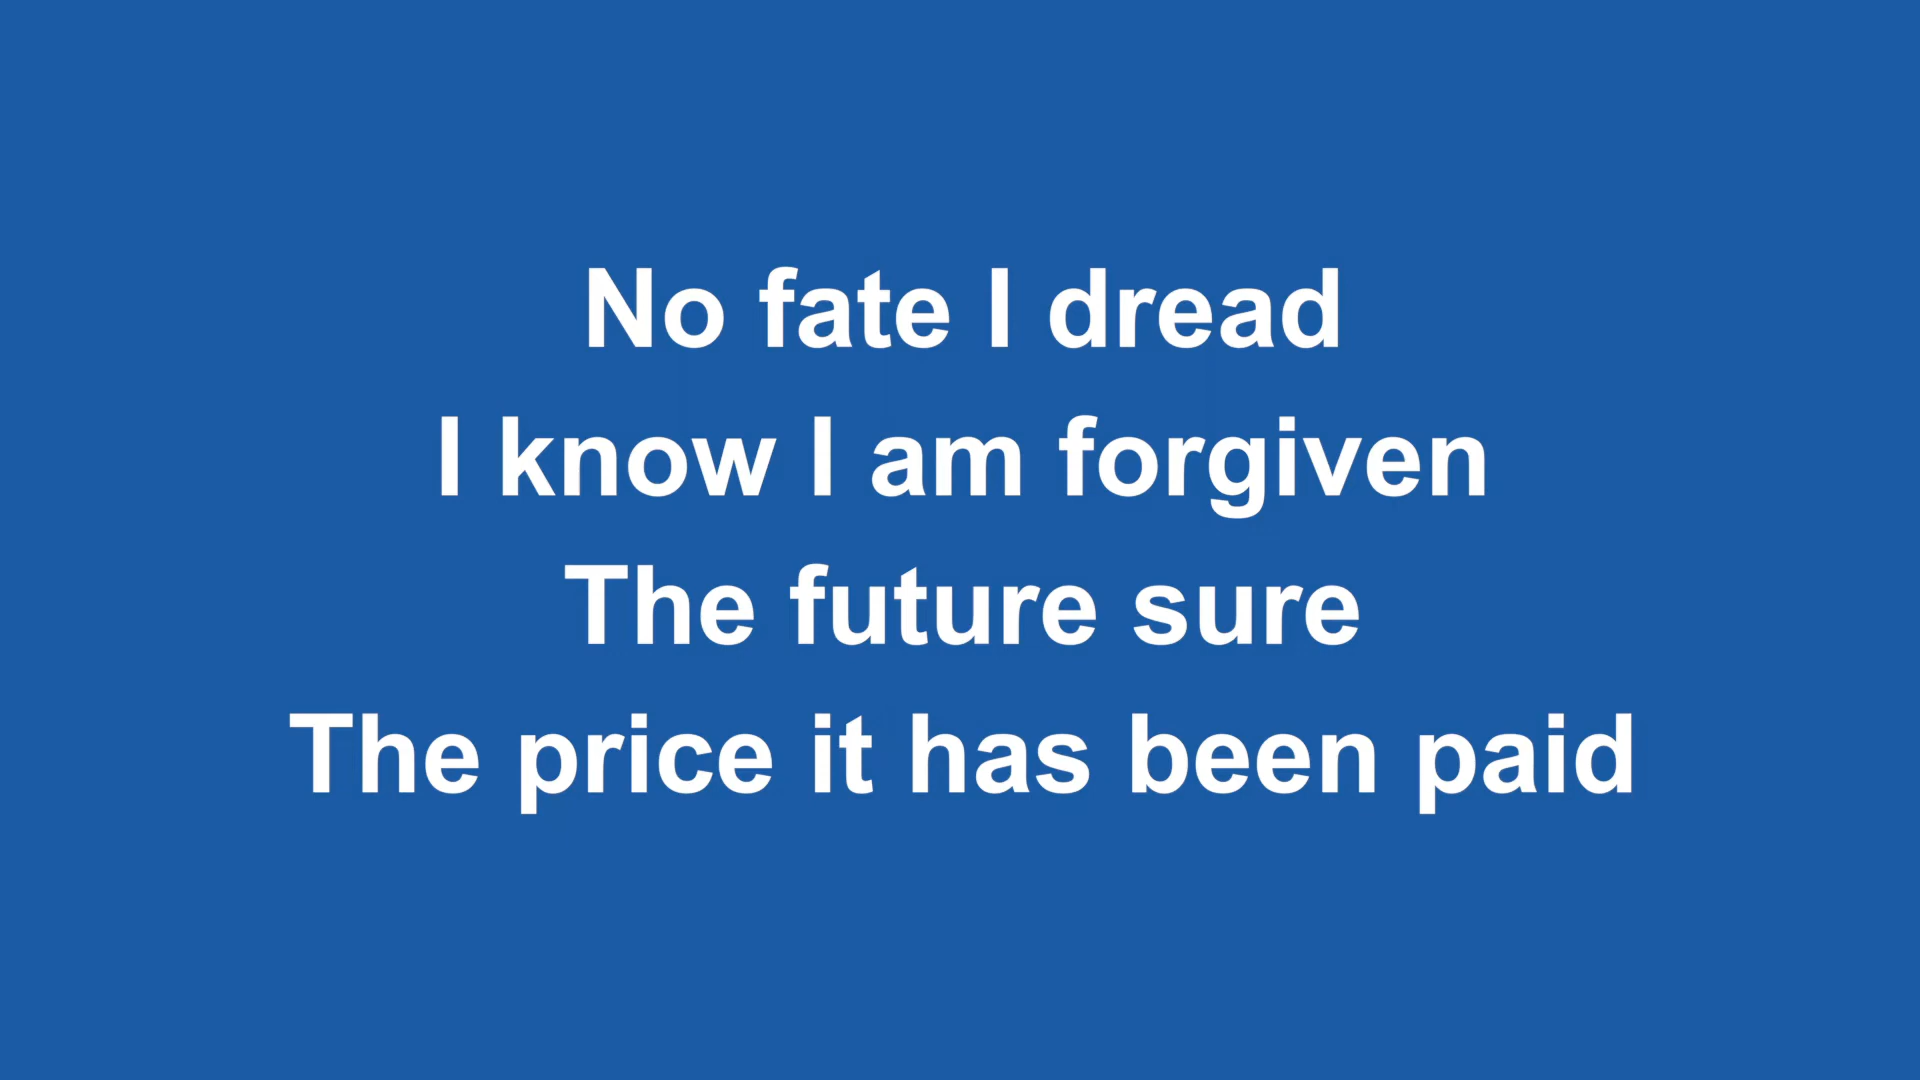 No fate I dread
I know I am forgiven
The future sure
The price it has been paid